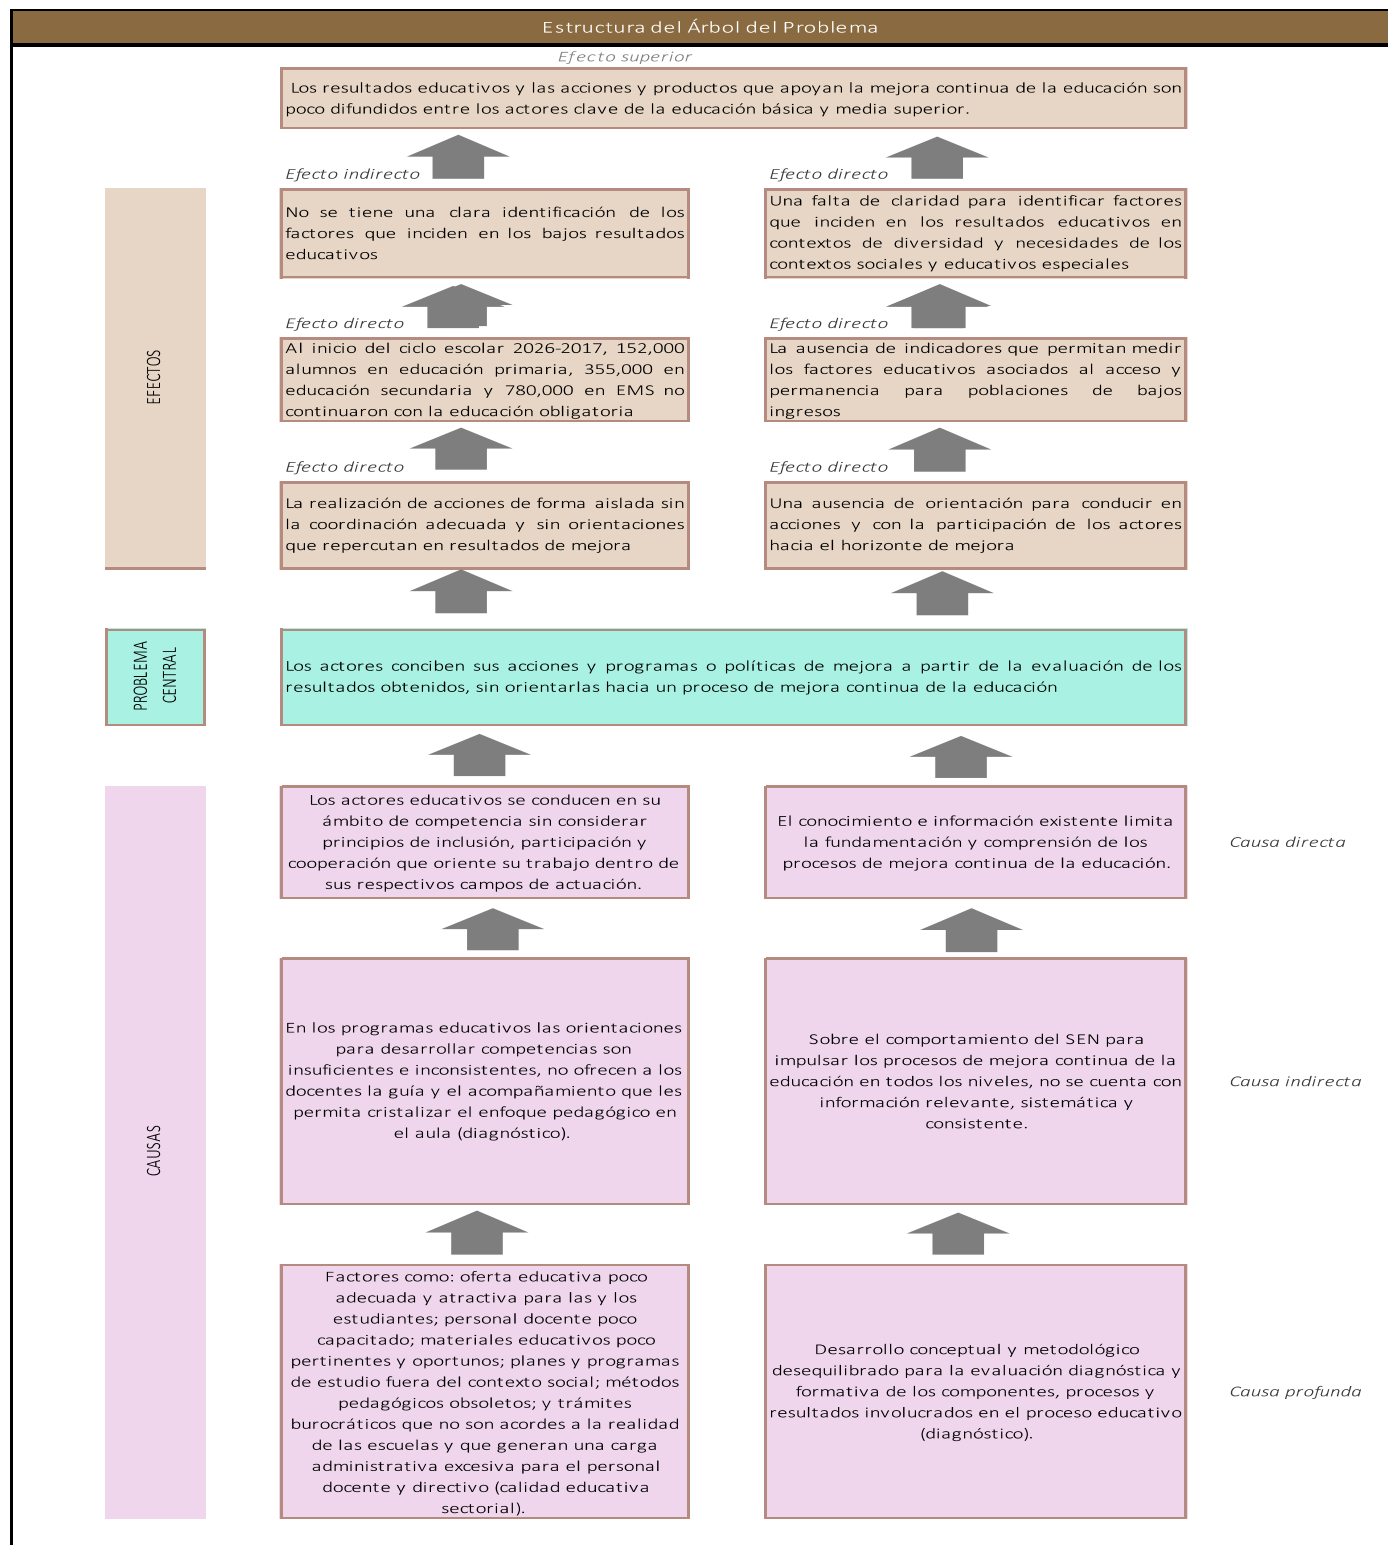 Estructura del Árbol del Problema
Efecto superior
Los resultados educativos y las acciones y productos que apoyan la mejora continua de la educación son
poco difundidos entre los actores clave de la educación básica y media superior.
Efecto indirecto
No se tiene una clara identificación de los
factores que inciden en los bajos resultados
educativos
Efecto directo
Una falta de claridad para identificar factores
que inciden en los resultados educativos en
contextos de diversidad y necesidades de los
contextos sociales y educativos especiales
EFECTOS
Efecto directo
Al inicio del ciclo escolar 2026-2017, 152,000
alumnos en educación primaria, 355,000 en
educación secundaria y 780,000 en EMS no
continuaron con la educación obligatoria
Efecto directo
La ausencia de indicadores que permitan medir
los factores educativos asociados al acceso y
permanencia para poblaciones de bajos
ingresos
Efecto directo
La realización de acciones de forma aislada sin
la coordinación adecuada y sin orientaciones
que repercutan en resultados de mejora
Efecto directo
Una ausencia de orientación para conducir en
acciones y con la participación de los actores
hacia el horizonte de mejora
PROBLEMA
CENTRAL
Los actores conciben sus acciones y programas o políticas de mejora a partir de la evaluación de los
resultados obtenidos, sin orientarlas hacia un proceso de mejora continua de la educación
CAUSAS
Los actores educativos se conducen en su
ámbito de competencia sin considerar
principios de inclusión, participación y
cooperación que oriente su trabajo dentro de
sus respectivos campos de actuación.
El conocimiento e información existente limita
la fundamentación y comprensión de los
procesos de mejora continua de la educación.
Causa directa
En los programas educativos las orientaciones
para desarrollar competencias son
insuficientes e inconsistentes, no ofrecen a los
docentes la guía y el acompañamiento que les
permita cristalizar el enfoque pedagógico en
el aula (diagnóstico).
Sobre el comportamiento del SEN para
impulsar los procesos de mejora continua de la
educación en todos los niveles, no se cuenta con
información relevante, sistemática y
consistente.
Causa indirecta
Factores como: oferta educativa poco
adecuada y atractiva para las y los
estudiantes; personal docente poco
capacitado; materiales educativos poco
pertinentes y oportunos; planes y programas
de estudio fuera del contexto social; métodos
pedagógicos obsoletos; y trámites
burocráticos que no son acordes a la realidad
de las escuelas y que generan una carga
administrativa excesiva para el personal
docente y directivo (calidad educativa
sectorial).
Desarrollo conceptual y metodológico
desequilibrado para la evaluación diagnóstica y
formativa de los componentes, procesos y
resultados involucrados en el proceso educativo
(diagnóstico).
Causa profunda